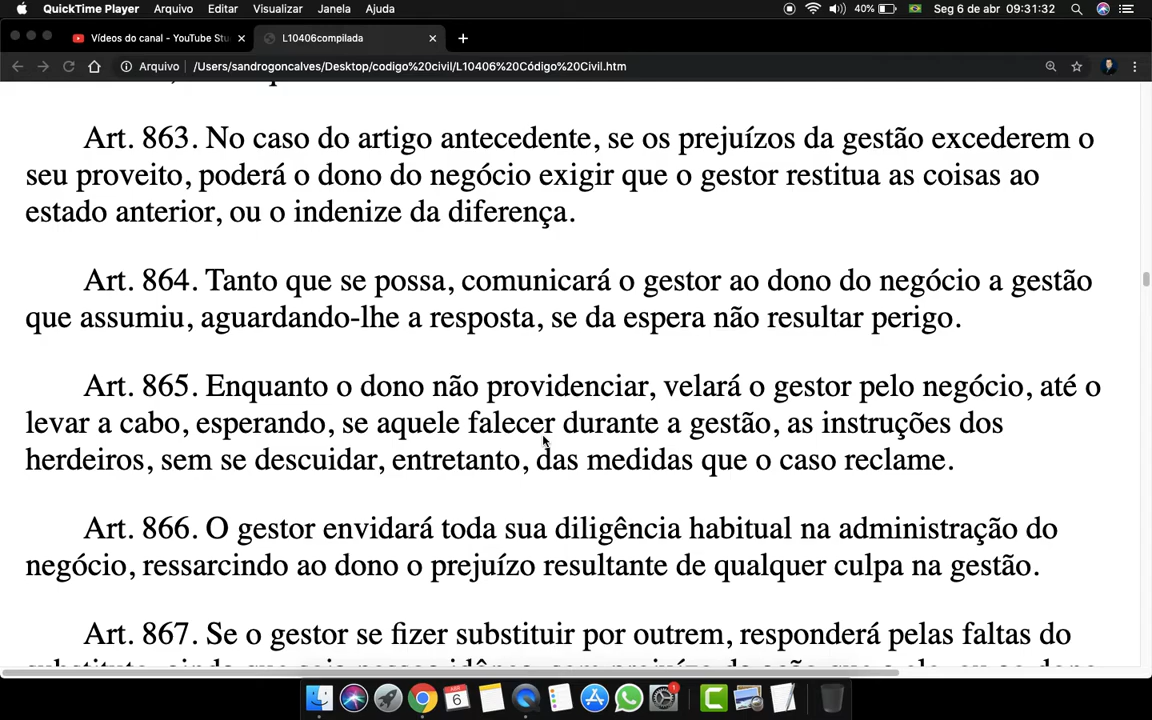 QuickTime Player Arquivo Editar Visualizar Janela Ajuda 40% Seg 6 de abr 09:31:32
Vídeos do canal - YouTube Stu L10406compilada
Arquivo /Users/sandrogoncalves/Desktop/codigo%20civil/L10406%20Código%20Civil.htm
Art. 863. No caso do artigo antecedente, se os prejuízos da gestão excederem o
seu proveito, poderá o dono do negócio exigir que o gestor restitua as coisas ao
estado anterior, ou o indenize da diferença.
Art. 864. Tanto que se possa, comunicará o gestor ao dono do negócio a gestão
que assumiu, aguardando-lhe a resposta, se da espera não resultar perigo.
Art. 865. Enquanto o dono não providenciar, velará o gestor pelo negócio, até o
levar a cabo, esperando, se aquele falecer durante a gestão, as instruções dos
herdeiros, sem se descuidar, entretanto, das medidas que o caso reclame.
Art. 866. O gestor envidará toda sua diligência habitual na administração do
negócio, ressarcindo ao dono o prejuízo resultante de qualquer culpa na gestão.
Art. 867. Se o gestor se fizer substituir por outrem, responderá pelas faltas do
ABR
6
1